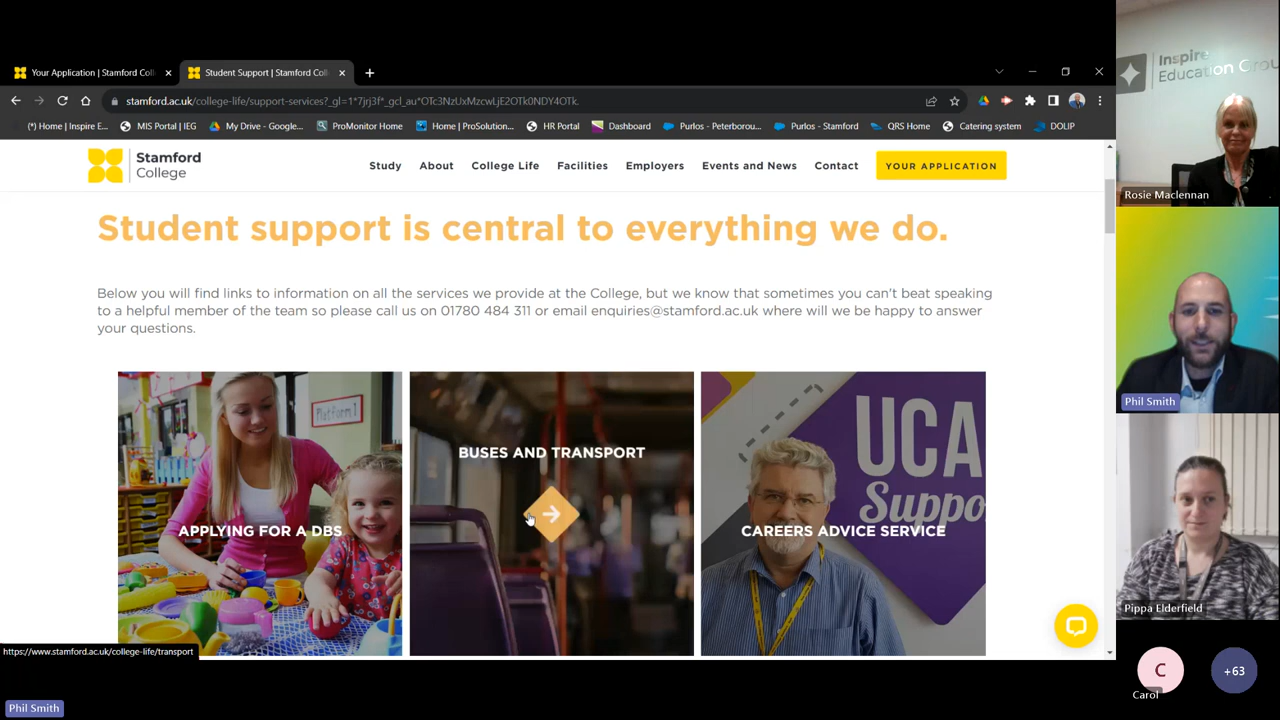 Your Application | Stamford Coll
Student Support | Stamford Coll
stamford.ac.uk/college-life/support-services?_gl=1*7jrj3f*_gcl_au*OTc3NzUxMzcwLjE2OTk0NDY4OTk.
(*) Home | Inspire E...
MIS Portal | IEG
My Drive - Google...
ProMonitor Home
Home | ProSolution...
HR Portal
Dashboard
Purlos - Peterborou...
Purlos - Stamford
QRS Home
Catering system
DOLIP
Stamford
College
Study
About
College Life
Facilities
Employers
Events and News
Contact
YOUR APPLICATION
Student support is central to everything we do.
Below you will find links to information on all the services we provide at the College, but we know that sometimes you can't beat speaking
to a helpful member of the team so please call us on 01780 484 311 or email enquiries@stamford.ac.uk where will we be happy to answer
your questions.
Platform 1
APPLYING FOR A DBS
BUSES AND TRANSPORT
UCA
Suppo
CAREERS ADVICE SERVICE
https://www.stamford.ac.uk/college-life/transport
Phil Smith
Inspire
Education Grou
Rosie Maclennan
Phil Smith
Pippa Elderfield
C
Carol
+63